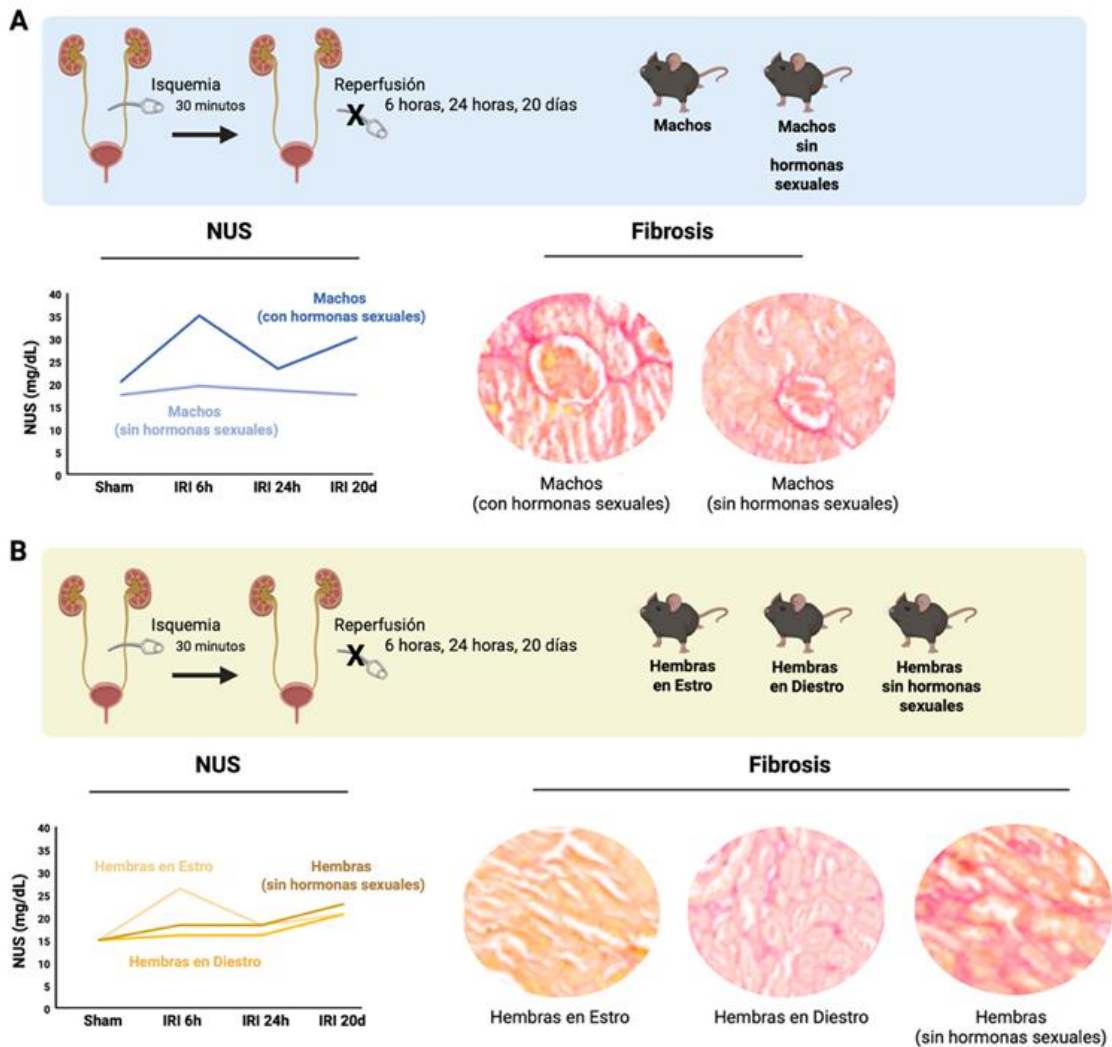 A
Isquemia
30 minutos
Reperfusión
6 horas, 24 horas, 20 días
X
Machos
Machos
sin
hormonas
sexuales
NUS
Fibrosis
NUS (mg/dL)
40
35
30
25
20
15
10
5
0
Machos
(con hormonas sexuales)
Machos
(sin hormonas sexuales)
Sham
IRI 6h
IRI 24h
IRI 20d
Machos
(con hormonas sexuales)
Machos
(sin hormonas sexuales)
B
Isquemia
30 minutos
Reperfusión
6 horas, 24 horas, 20 días
X
Hembras
en Estro
Hembras
en Diestro
Hembras
sin hormonas
sexuales
NUS
Fibrosis
NUS (mg/dL)
40
35
30
25
20
15
10
5
0
Hembras en Estro
Hembras
(sin hormonas sexuales)
Hembras en Diestro
Sham
IRI 6h
IRI 24h
IRI 20d
Hembras en Estro
Hembras en Diestro
Hembras
(sin hormonas sexuales)